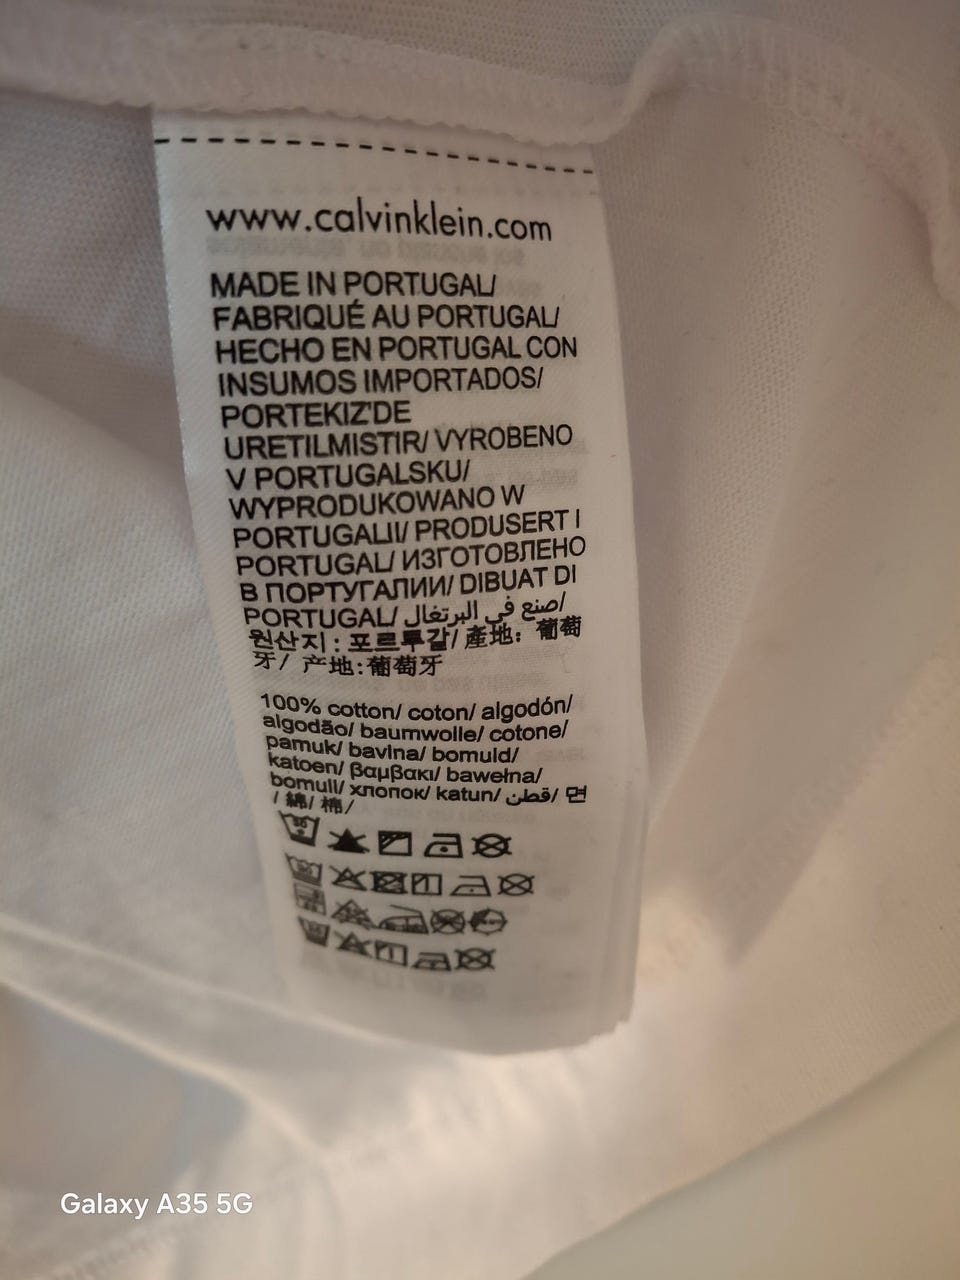 www.calvinklein.com
MADE IN PORTUGAL/
FABRIQUÉ AU PORTUGAL/
HECHO EN PORTUGAL CON
INSUMOS IMPORTADOS/
PORTEKIZ'DE
URETILMISTIR/ VYROBENO
V PORTUGALSKU/
WYPRODUKOWANO W
PORTUGALII/ PRODUSERT I
PORTUGAL/ ИЗГОТОВЛЕНО
В ПОРТУГАЛИИ/ DIBUAT DI
PORTUGAL/ صنع في البرتغال/
원산지 : 포르투갈/ 產地: 葡萄
牙/ 产地:葡萄牙
100% cotton/ coton/ algodón/
algodão/ baumwolle/ cotone/
pamuk/ bavlna/ bomuld/
katoen/ βαμβακι/ bawełna/
bomull/ хлопок/ katun/ قطن/ 면
/ 綿/ 棉/
Galaxy A35 5G